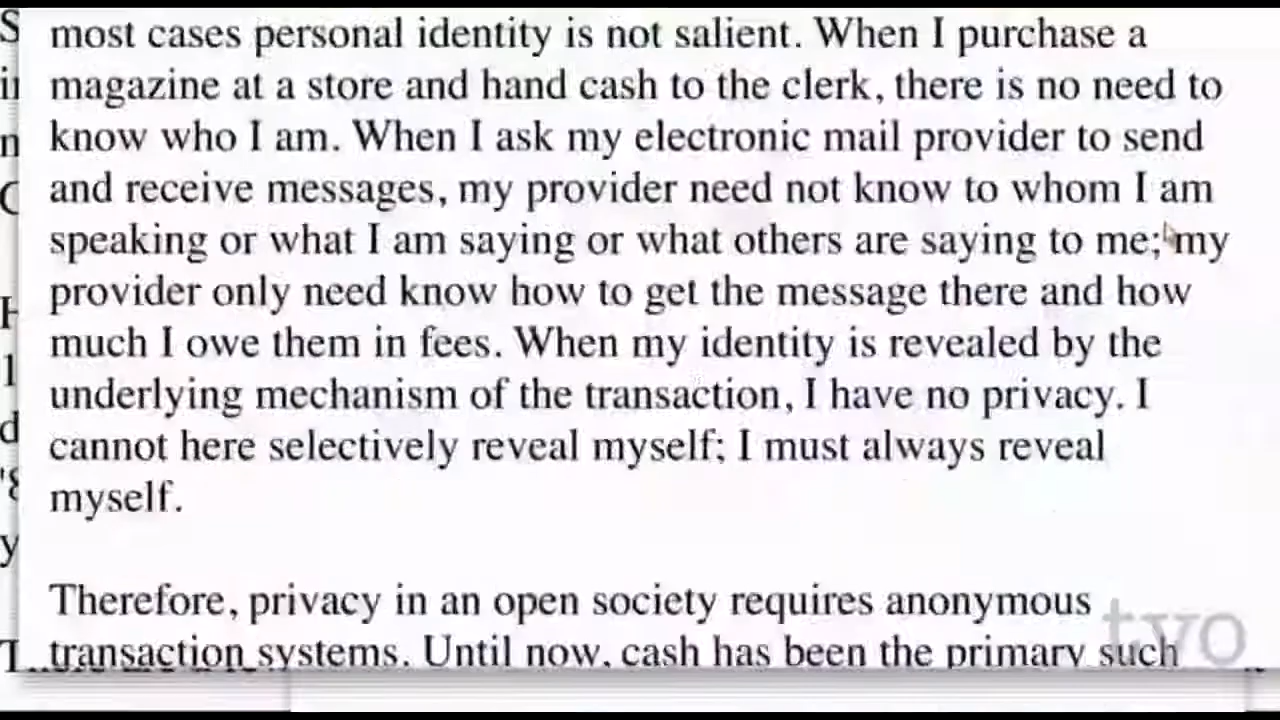 most cases personal identity is not salient. When I purchase a
magazine at a store and hand cash to the clerk, there is no need to
know who I am. When I ask my electronic mail provider to send
and receive messages, my provider need not know to whom I am
speaking or what I am saying or what others are saying to me; my
provider only need know how to get the message there and how
much I owe them in fees. When my identity is revealed by the
underlying mechanism of the transaction, I have no privacy. I
cannot here selectively reveal myself; I must always reveal
myself.
Therefore, privacy in an open society requires anonymous
transaction systems. Until now, cash has been the primary such
tvo